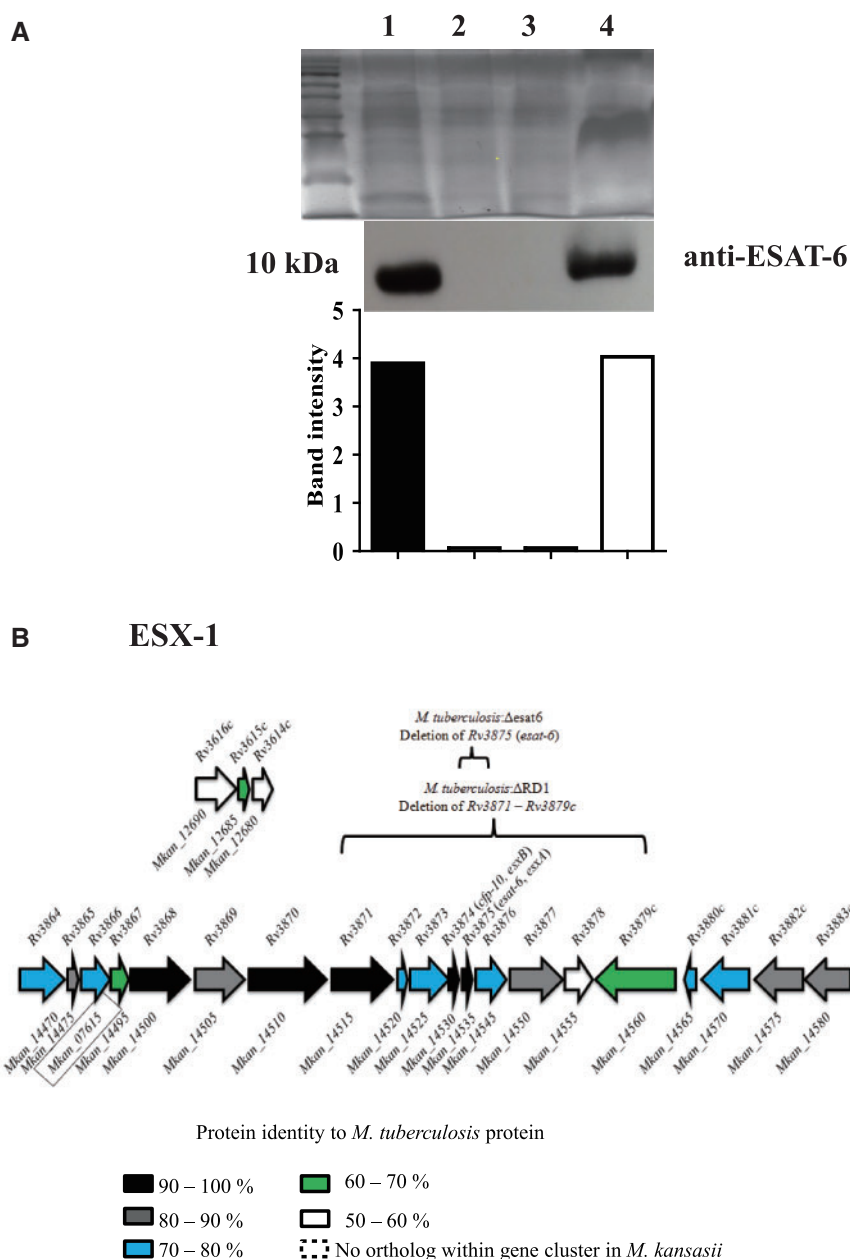 A
1 2 3 4
10 kDa
anti-ESAT-6
Band intensity
5
4
3
2
1
0
B
ESX-1
Rv3616c
Rv3615c
Rv3614c
Mkan_12690
Mkan_12685
Mkan_12680
M. tuberculosis:Δesat6
Deletion of Rv3875 (esat-6)
M. tuberculosis:ΔRD1
Deletion of Rv3871 – Rv3879c
Rv3864
Rv3865
Rv3866
Rv3867
Rv3868
Rv3869
Rv3870
Rv3871
Rv3872
Rv3873
Rv3874 (cfp-10, esxB)
Rv3875 (esat-6, esxA)
Rv3876
Rv3877
Rv3878
Rv3879c
Rv3880c
Rv3881c
Rv3882c
Rv3883c
Mkan_14470
Mkan_14475
Mkan_07615
Mkan_14495
Mkan_14500
Mkan_14505
Mkan_14510
Mkan_14515
Mkan_14520
Mkan_14525
Mkan_14530
Mkan_14535
Mkan_14545
Mkan_14550
Mkan_14555
Mkan_14560
Mkan_14565
Mkan_14570
Mkan_14575
Mkan_14580
Protein identity to M. tuberculosis protein
90 – 100 %
60 – 70 %
80 – 90 %
50 – 60 %
70 – 80 %
No ortholog within gene cluster in M. kansasii